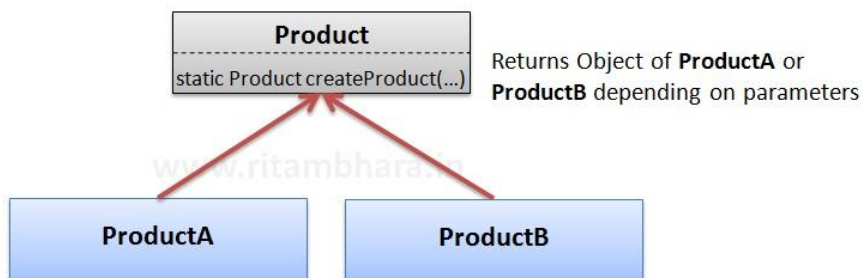 Product
static Product createProduct(...)
Returns Object of ProductA or
ProductB depending on parameters
www.ritambhara.in
ProductA
ProductB